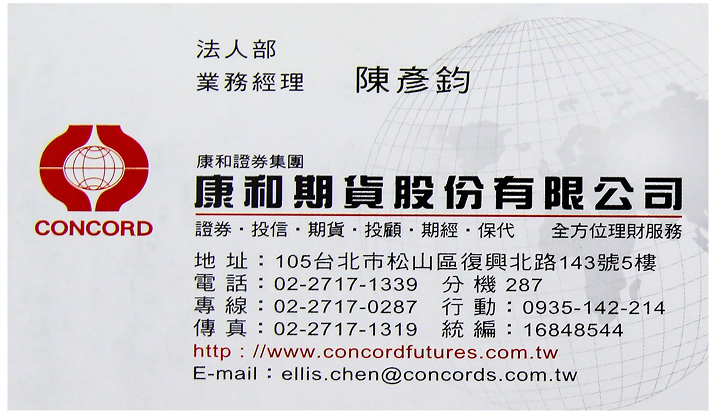 法人部
業務經理 陳彥鈞
康和證券集團
康和期貨股份有限公司
CONCORD
證券・投信・期貨・投顧・期經・保代 全方位理財服務
地址：105台北市松山區復興北路143號5樓
電話：02-2717-1339 分機 287
專線：02-2717-0287 行動：0935-142-214
傳真：02-2717-1319 統編：16848544
http：//www.concordfutures.com.tw
E-mail：ellis.chen@concords.com.tw